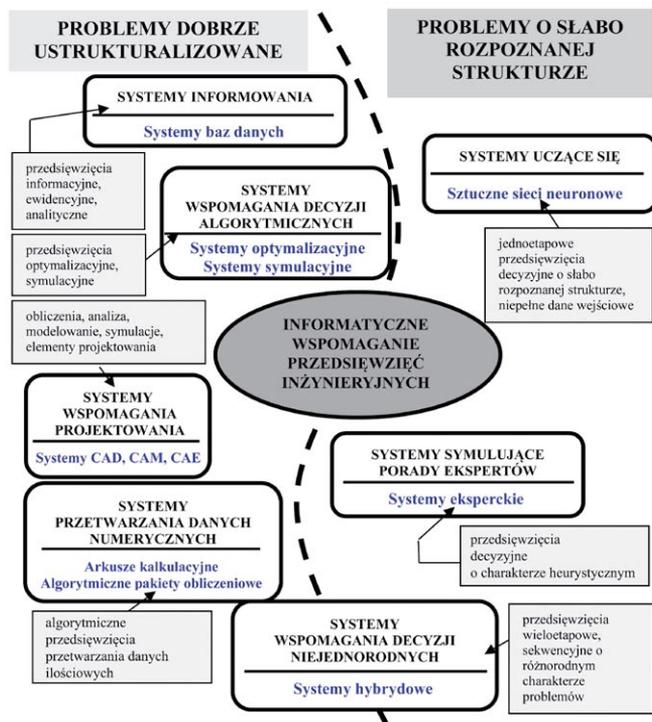 PROBLEMY DOBRZE
USTRUKTURALIZOWANE
PROBLEMY O SŁABO
ROZPOZNANEJ
STRUKTURZE
SYSTEMY INFORMOWANIA
Systemy baz danych
przedsięwzięcia
informacyjne,
ewidencyjne,
analityczne
SYSTEMY
WSPOMAGANIA DECYZJI
ALGORYTMICZNYCH
Systemy optymalizacyjne
Systemy symulacyjne
przedsięwzięcia
optymalizacyjne,
symulacyjne
SYSTEMY UCZĄCE SIĘ
Sztuczne sieci neuronowe
jednoetapowe
przedsięwzięcia
decyzyjne o słabo
rozpoznanej strukturze,
niepełne dane wejściowe
obliczenia, analiza,
modelowanie, symulacje,
elementy projektowania
INFORMATYCZNE
WSPOMAGANIE
PRZEDSIĘWZIĘĆ
INŻYNIERYJNYCH
SYSTEMY
WSPOMAGANIA
PROJEKTOWANIA
Systemy CAD, CAM, CAE
SYSTEMY SYMULUJĄCE
PORADY EKSPERTÓW
Systemy eksperckie
przedsięwzięcia
decyzyjne
o charakterze heurystycznym
SYSTEMY
PRZETWARZANIA DANYCH
NUMERYCZNYCH
Arkusze kalkulacyjne
Algorytmiczne pakiety obliczeniowe
algorytmiczne
przedsięwzięcia
przetwarzania danych
ilościowych
SYSTEMY
WSPOMAGANIA DECYZJI
NIEJEDNORODNYCH
Systemy hybrydowe
przedsięwzięcia
wieloetapowe,
sekwencyjne o
różnorodnym
charakterze
problemów